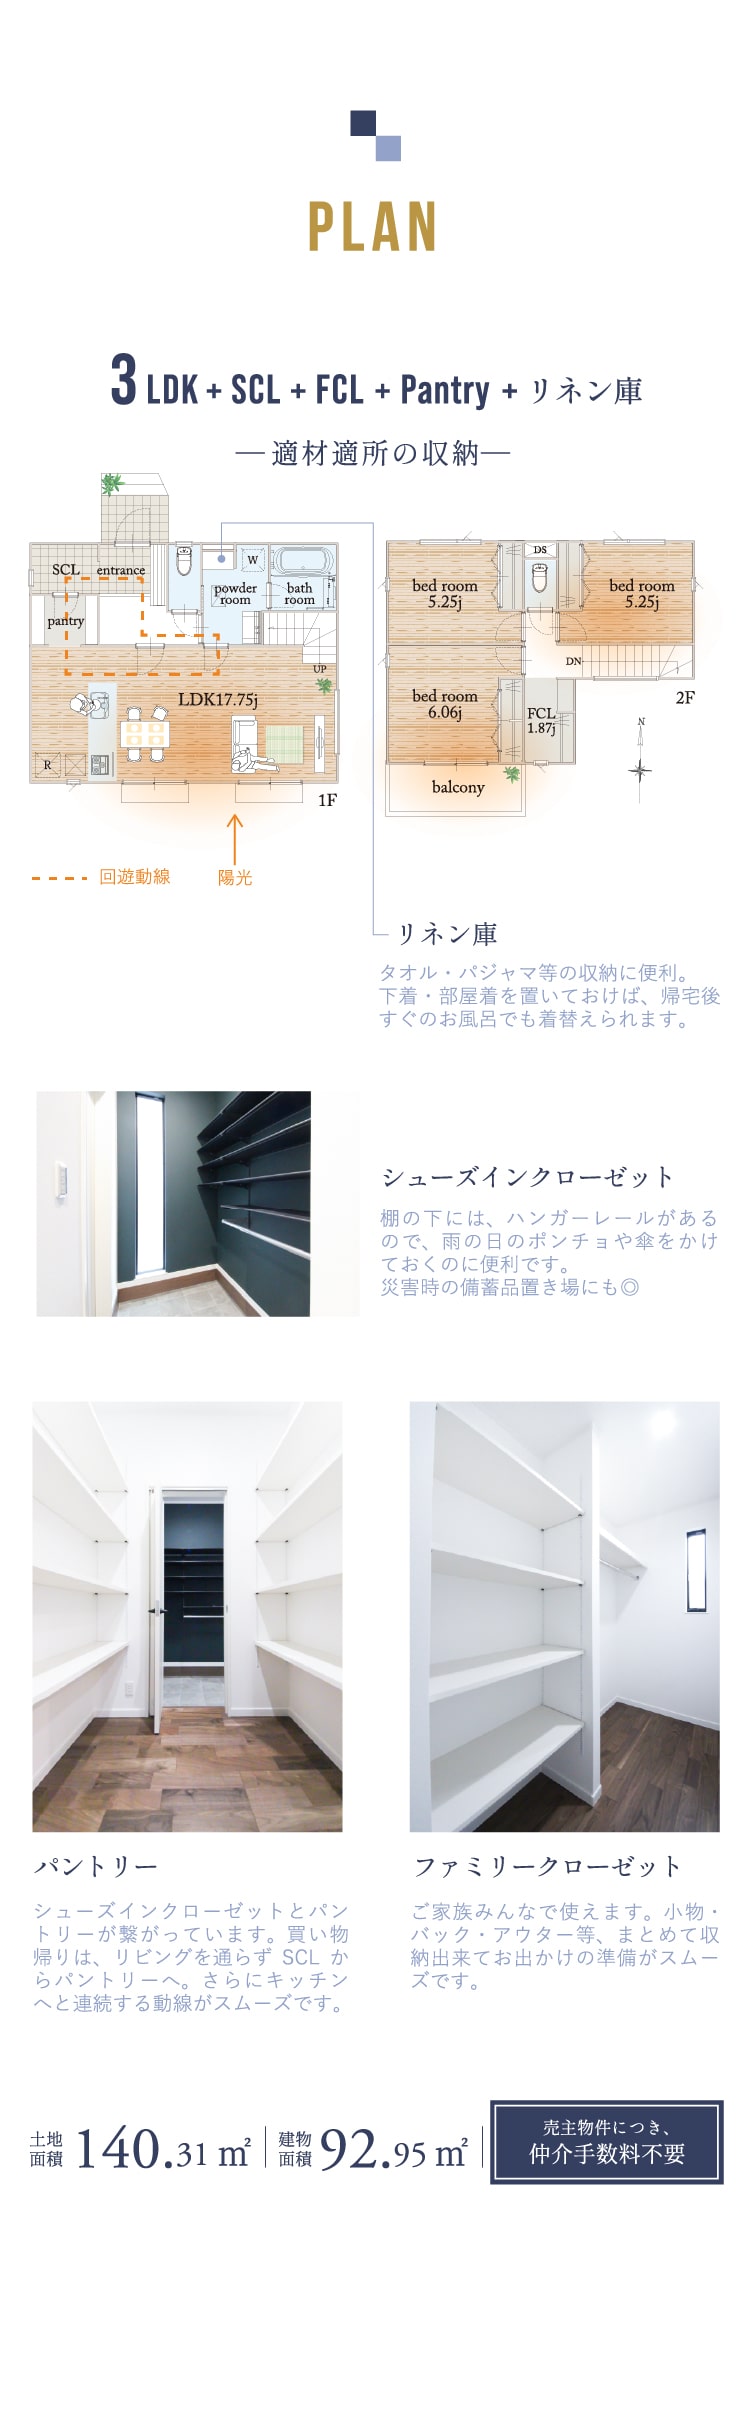 PLAN
3 LDK + SCL + FCL + Pantry + リネン庫
―適材適所の収納―
SCL
entrance
pantry
W
powder
room
bath
room
UP
LDK17.75j
R
1F
DS
bed room
5.25j
bed room
5.25j
DN
bed room
6.06j
FCL
1.87j
2F
N
balcony
回遊動線
陽光
リネン庫
タオル・パジャマ等の収納に便利。
下着・部屋着を置いておけば、帰宅後
すぐのお風呂でも着替えられます。
シューズインクローゼット
棚の下には、ハンガーレールがある
ので、雨の日のポンチョや傘をかけ
ておくのに便利です。
災害時の備蓄品置き場にも◎
パントリー
シューズインクローゼットとパン
トリーが繋がっています。買い物
帰りは、リビングを通らず SCL か
らパントリーへ。さらにキッチン
へと連続する動線がスムーズです。
ファミリークローゼット
ご家族みんなで使えます。小物・
バック・アウター等、まとめて収
納出来てお出かけの準備がスムー
ズです。
土地
面積
140.31㎡
建物
面積
92.95㎡
売主物件につき、
仲介手数料不要